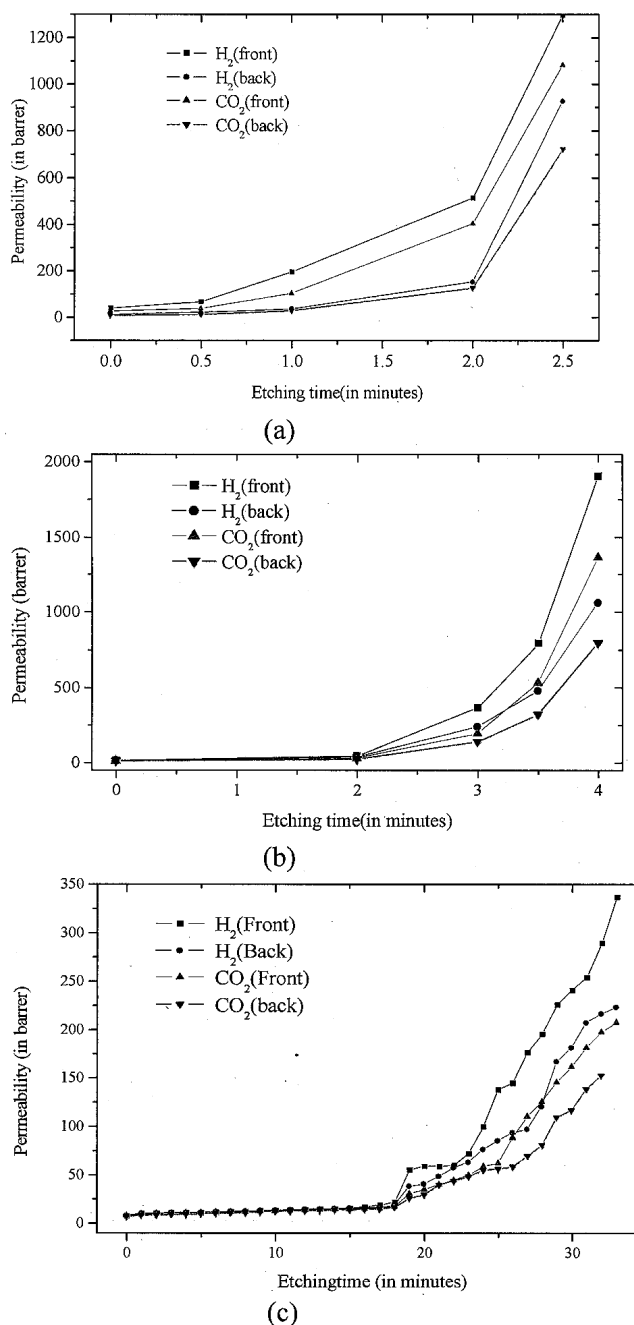 1200
1000
800
600
400
200
0
Permeability (in barrer)
H2(front)
H2(back)
CO2(front)
CO2(back)
0.0 0.5 1.0 1.5 2.0 2.5
Etching time(in minutes)
(a)
2000
1500
1000
500
0
Permeability (barrer)
H2(front)
H2(back)
CO2(front)
CO2(back)
0 1 2 3 4
Etching time(in minutes)
(b)
350
300
250
200
150
100
50
0
Permeability (in barrer)
H2(Front)
H2(Back)
CO2(Front)
CO2(back)
0 10 20 30
Etchingtime (in minutes)
(c)